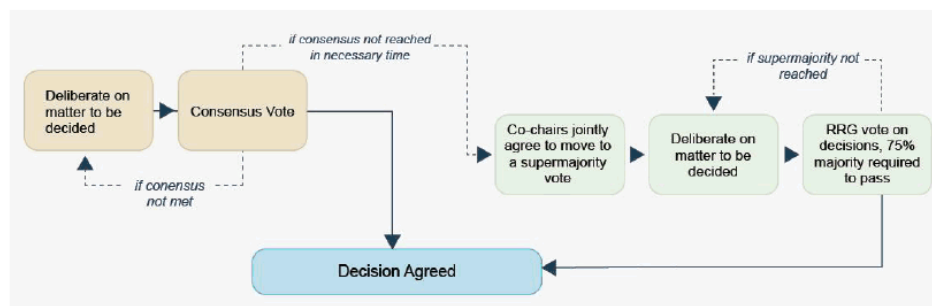 if consensus not reached
in necessary time
if supermajority not
reached
Deliberate on
matter to be
decided
Consensus Vote
Co-chairs jointly
agree to move to
a supermajority
vote
Deliberate on
matter to be
decided
RRG vote on
decisions, 75%
majority required
to pass
if conensus
not met
Decision Agreed